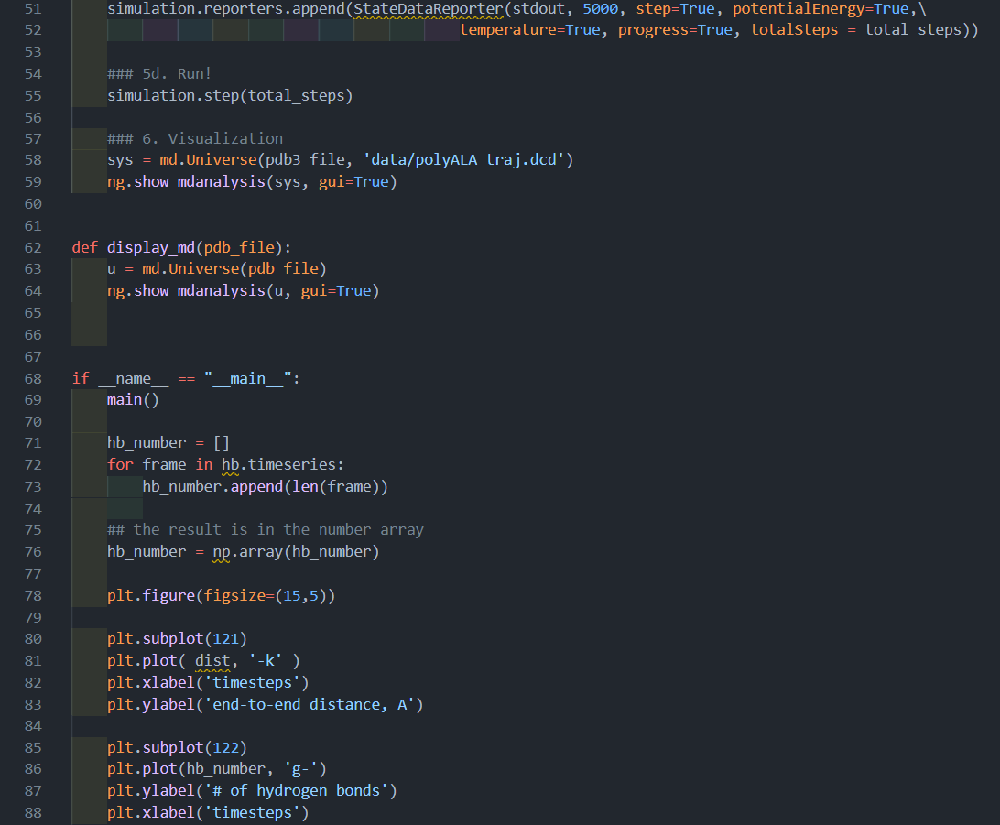 51 simulation.reporters.append(StateDataReporter(stdout, 5000, step=True, potentialEnergy=True,\
52 temperature=True, progress=True, totalSteps = total_steps))
53
54 ### 5d. Run!
55 simulation.step(total_steps)
56
57 ### 6. Visualization
58 sys = md.Universe(pdb3_file, 'data/polyALA_traj.dcd')
59 ng.show_mdanalysis(sys, gui=True)
60
61
62 def display_md(pdb_file):
63 u = md.Universe(pdb_file)
64 ng.show_mdanalysis(u, gui=True)
65
66
67
68 if __name__ == "__main__":
69 main()
70
71 hb_number = []
72 for frame in hb.timeseries:
73 hb_number.append(len(frame))
74
75 ## the result is in the number array
76 hb_number = np.array(hb_number)
77
78 plt.figure(figsize=(15,5))
79
80 plt.subplot(121)
81 plt.plot( dist, '-k' )
82 plt.xlabel('timesteps')
83 plt.ylabel('end-to-end distance, A')
84
85 plt.subplot(122)
86 plt.plot(hb_number, 'g-')
87 plt.ylabel('# of hydrogen bonds')
88 plt.xlabel('timesteps')